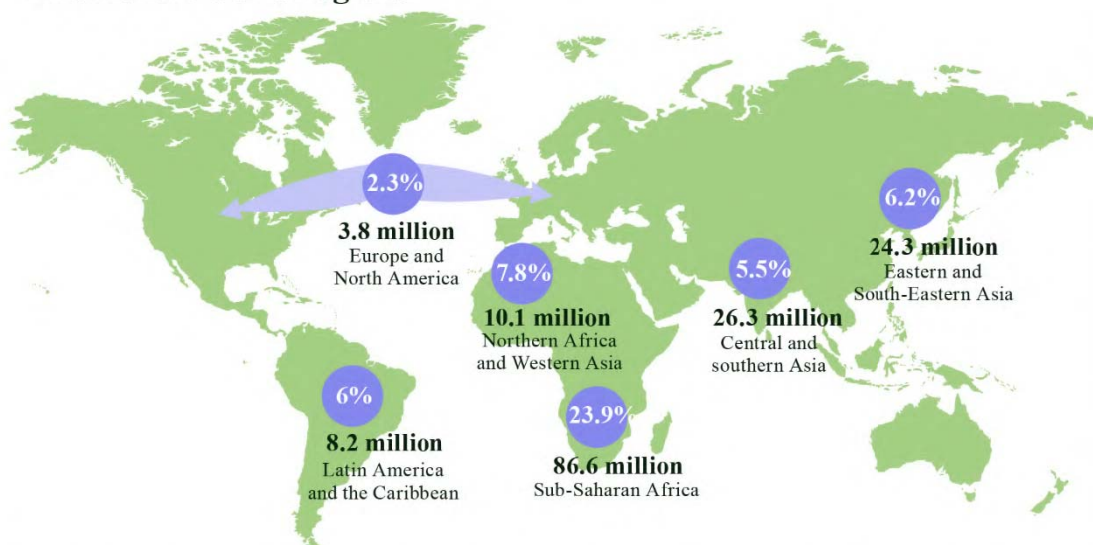 2.3%
3.8 million
Europe and
North America
6.2%
24.3 million
Eastern and
South-Eastern Asia
7.8%
10.1 million
Northern Africa
and Western Asia
5.5%
26.3 million
Central and
southern Asia
6%
8.2 million
Latin America
and the Caribbean
23.9%
86.6 million
Sub-Saharan Africa